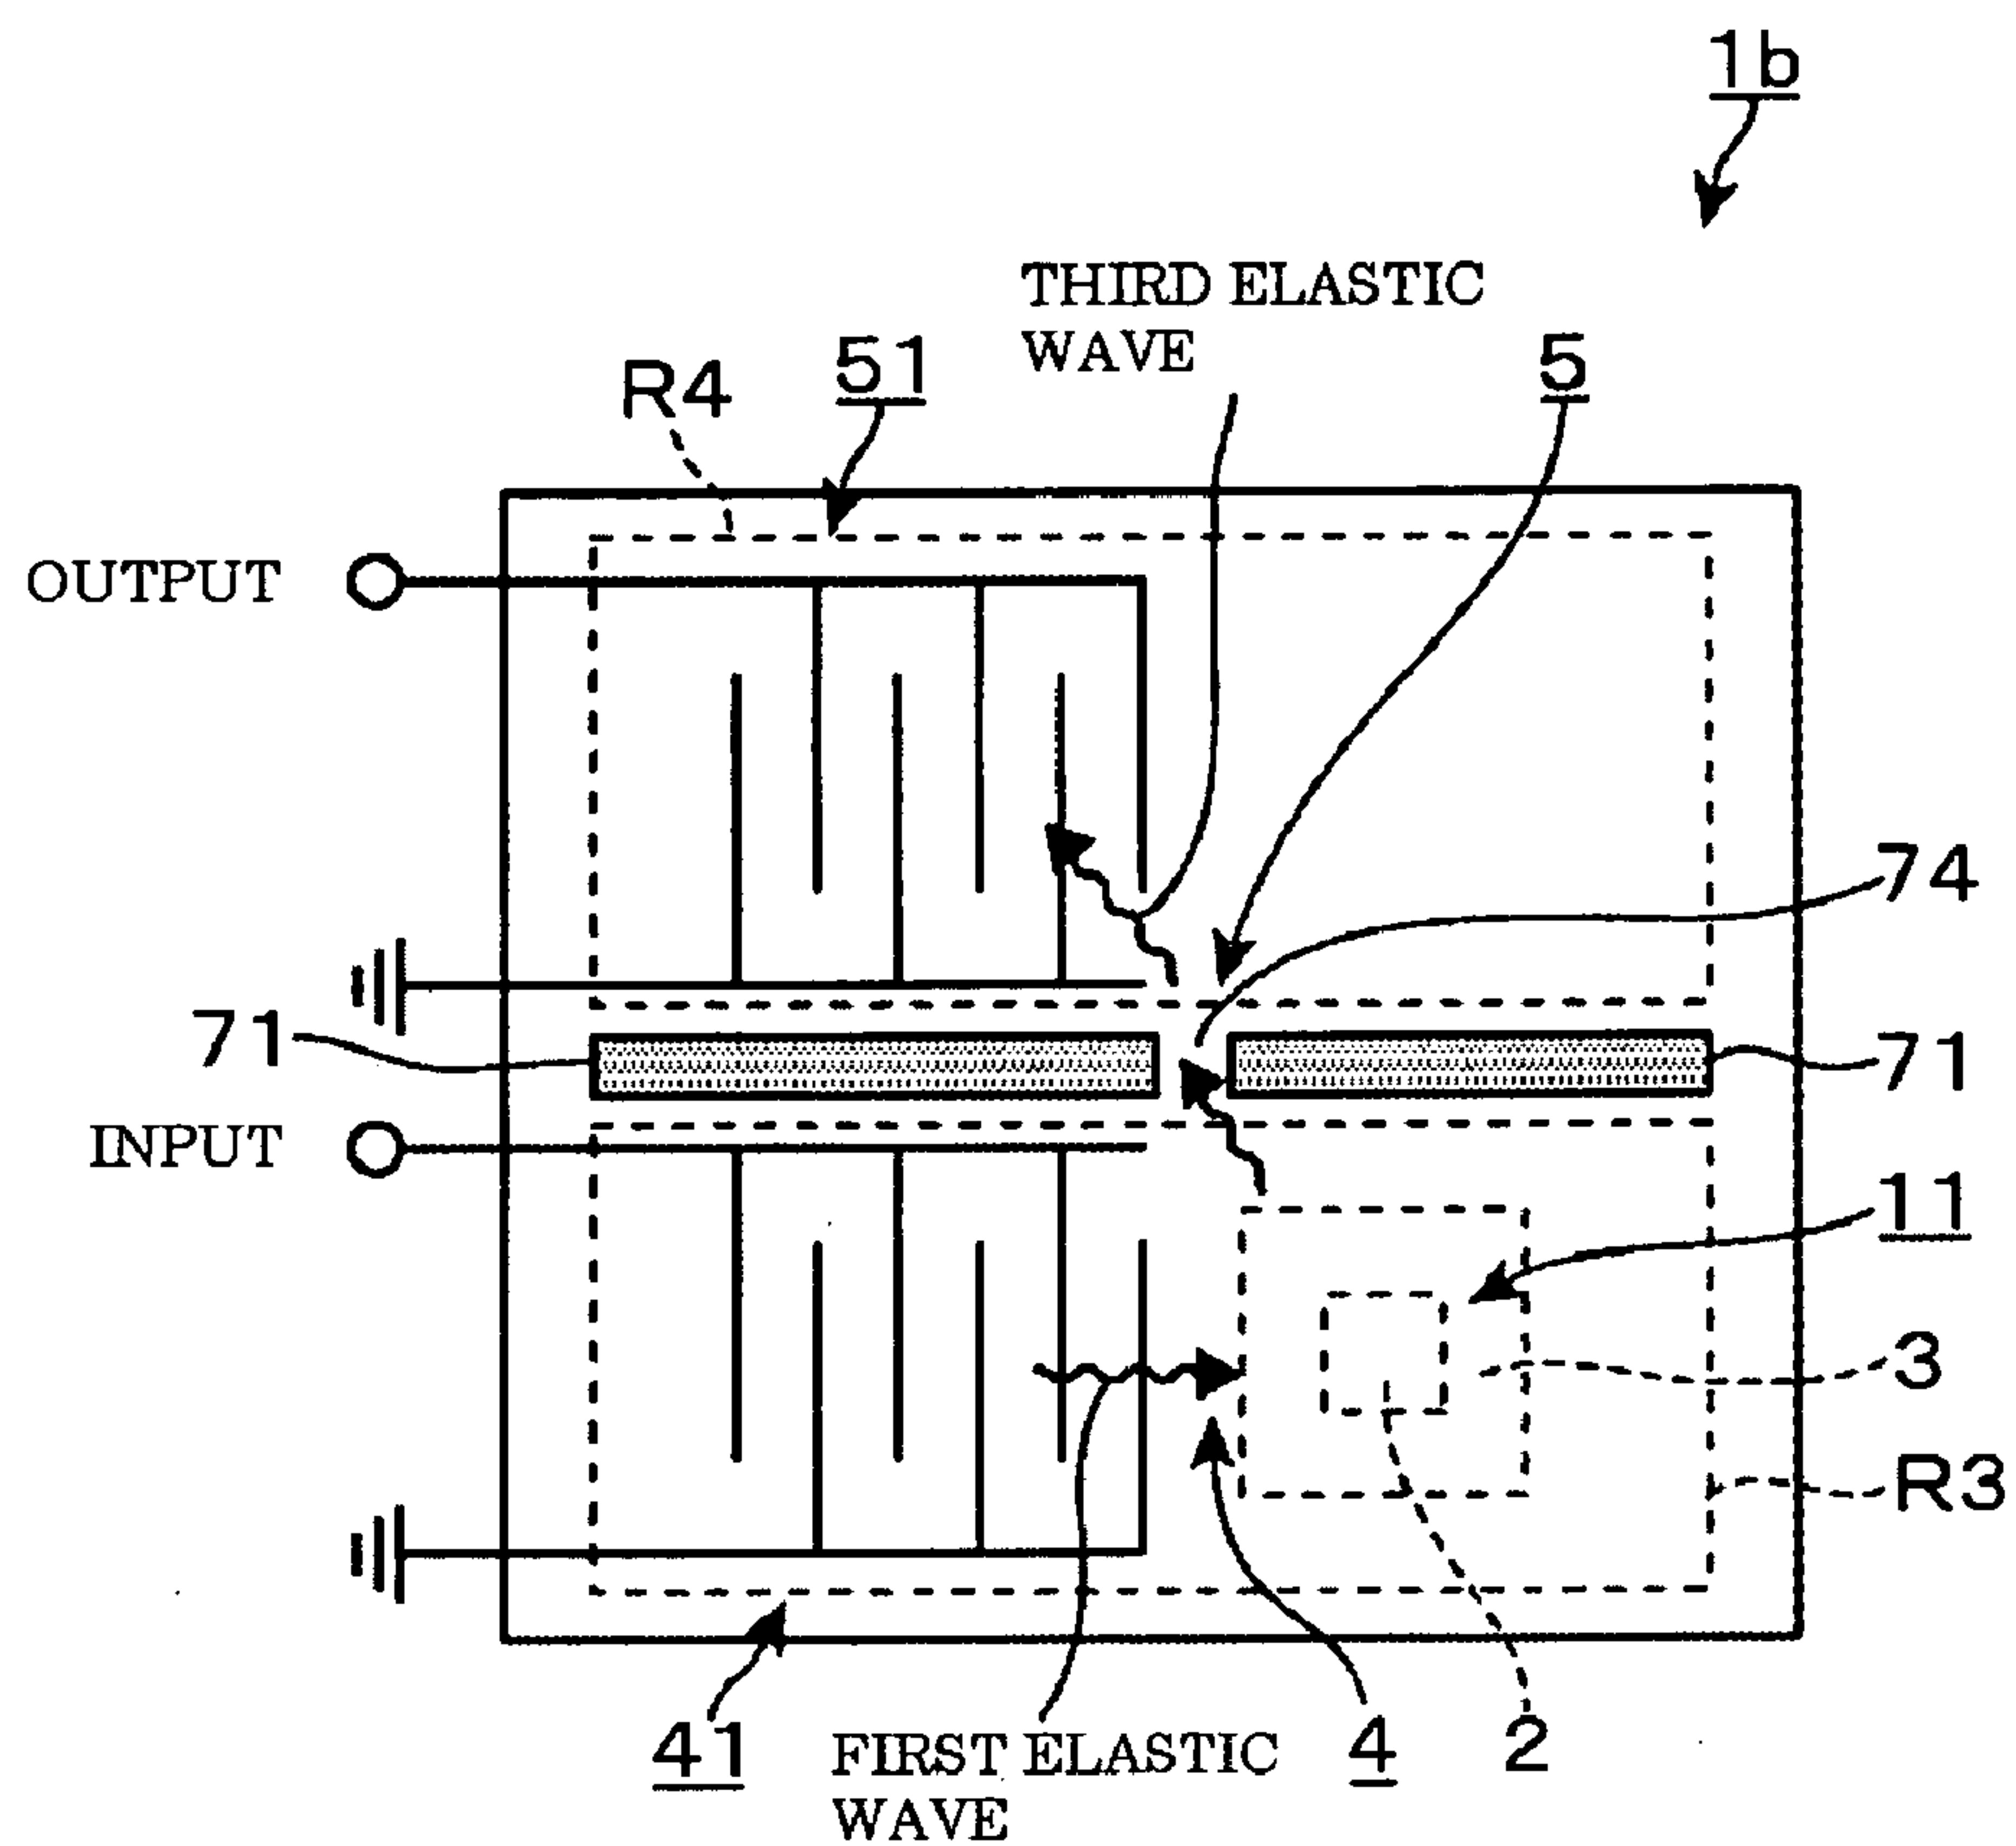 1b
THIRD ELASTIC
WAVE
R4
51
5
OUTPUT
74
71
71
INPUT
11
3
R3
41
FIRST ELASTIC
WAVE
4
2